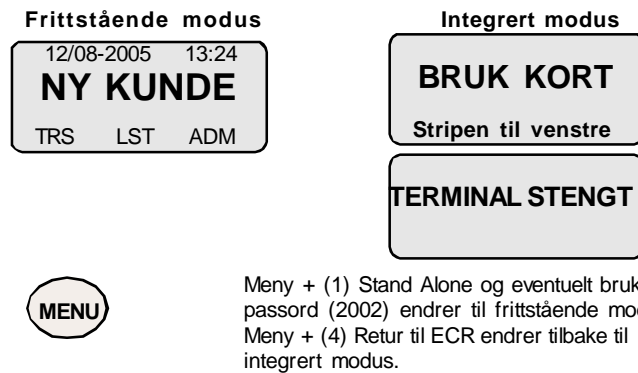 Frittstående modus
12/08-2005 13:24
NY KUNDE
TRS LST ADM
Integrert modus
BRUK KORT
Stripen til venstre
TERMINAL STENGT
MENU
Meny + (1) Stand Alone og eventuelt bruk
passord (2002) endrer til frittstående
Meny + (4) Retur til ECR endrer tilbake til
integrert modus.